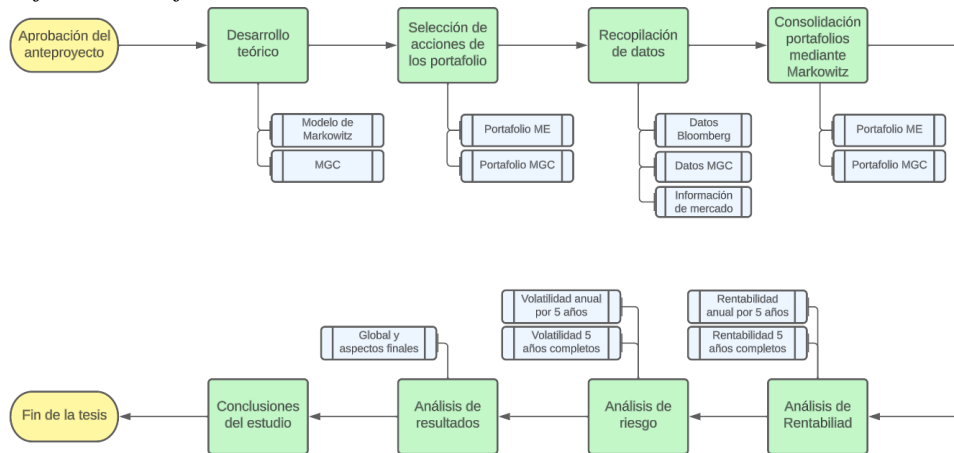 Aprobación del
anteproyecto
Desarrollo
teórico
Selección de
acciones de
los portafolio
Recopilación
de datos
Consolidación
portafolios
mediante
Markowitz
Modelo de
Markowitz
MGC
Portafolio ME
Portafolio MGC
Datos
Bloomberg
Datos MGC
Información
de mercado
Portafolio ME
Portafolio MGC
Volatilidad anual
por 5 años
Volatilidad 5
años completos
Rentabilidad
anual por 5 años
Rentabilidad 5
años completos
Global y
aspectos finales
Fin de la tesis
Conclusiones
del estudio
Análisis de
resultados
Análisis de
riesgo
Análisis de
Rentabiliad